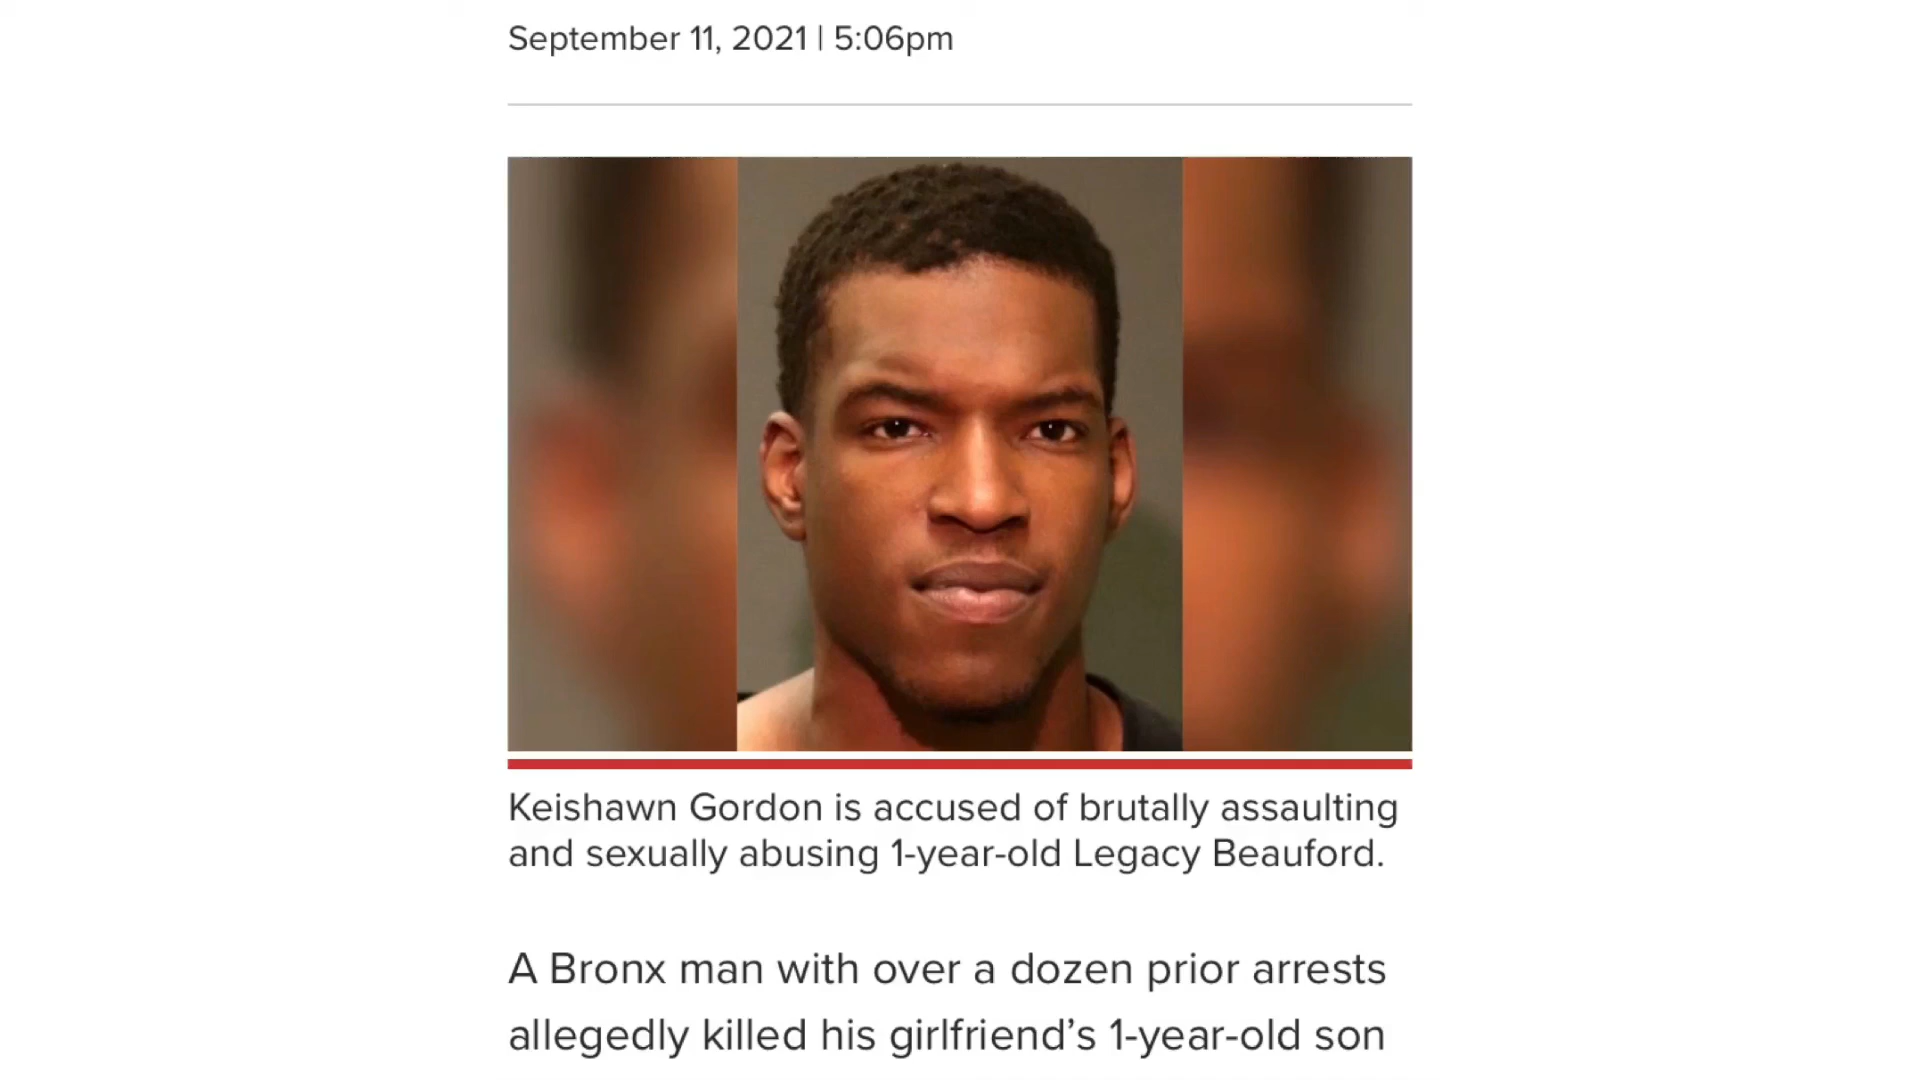 September 11, 2021 | 5:06pm
Keishawn Gordon is accused of brutally assaulting
and sexually abusing 1-year-old Legacy Beauford.
A Bronx man with over a dozen prior arrests
allegedly killed his girlfriend’s 1-year-old son